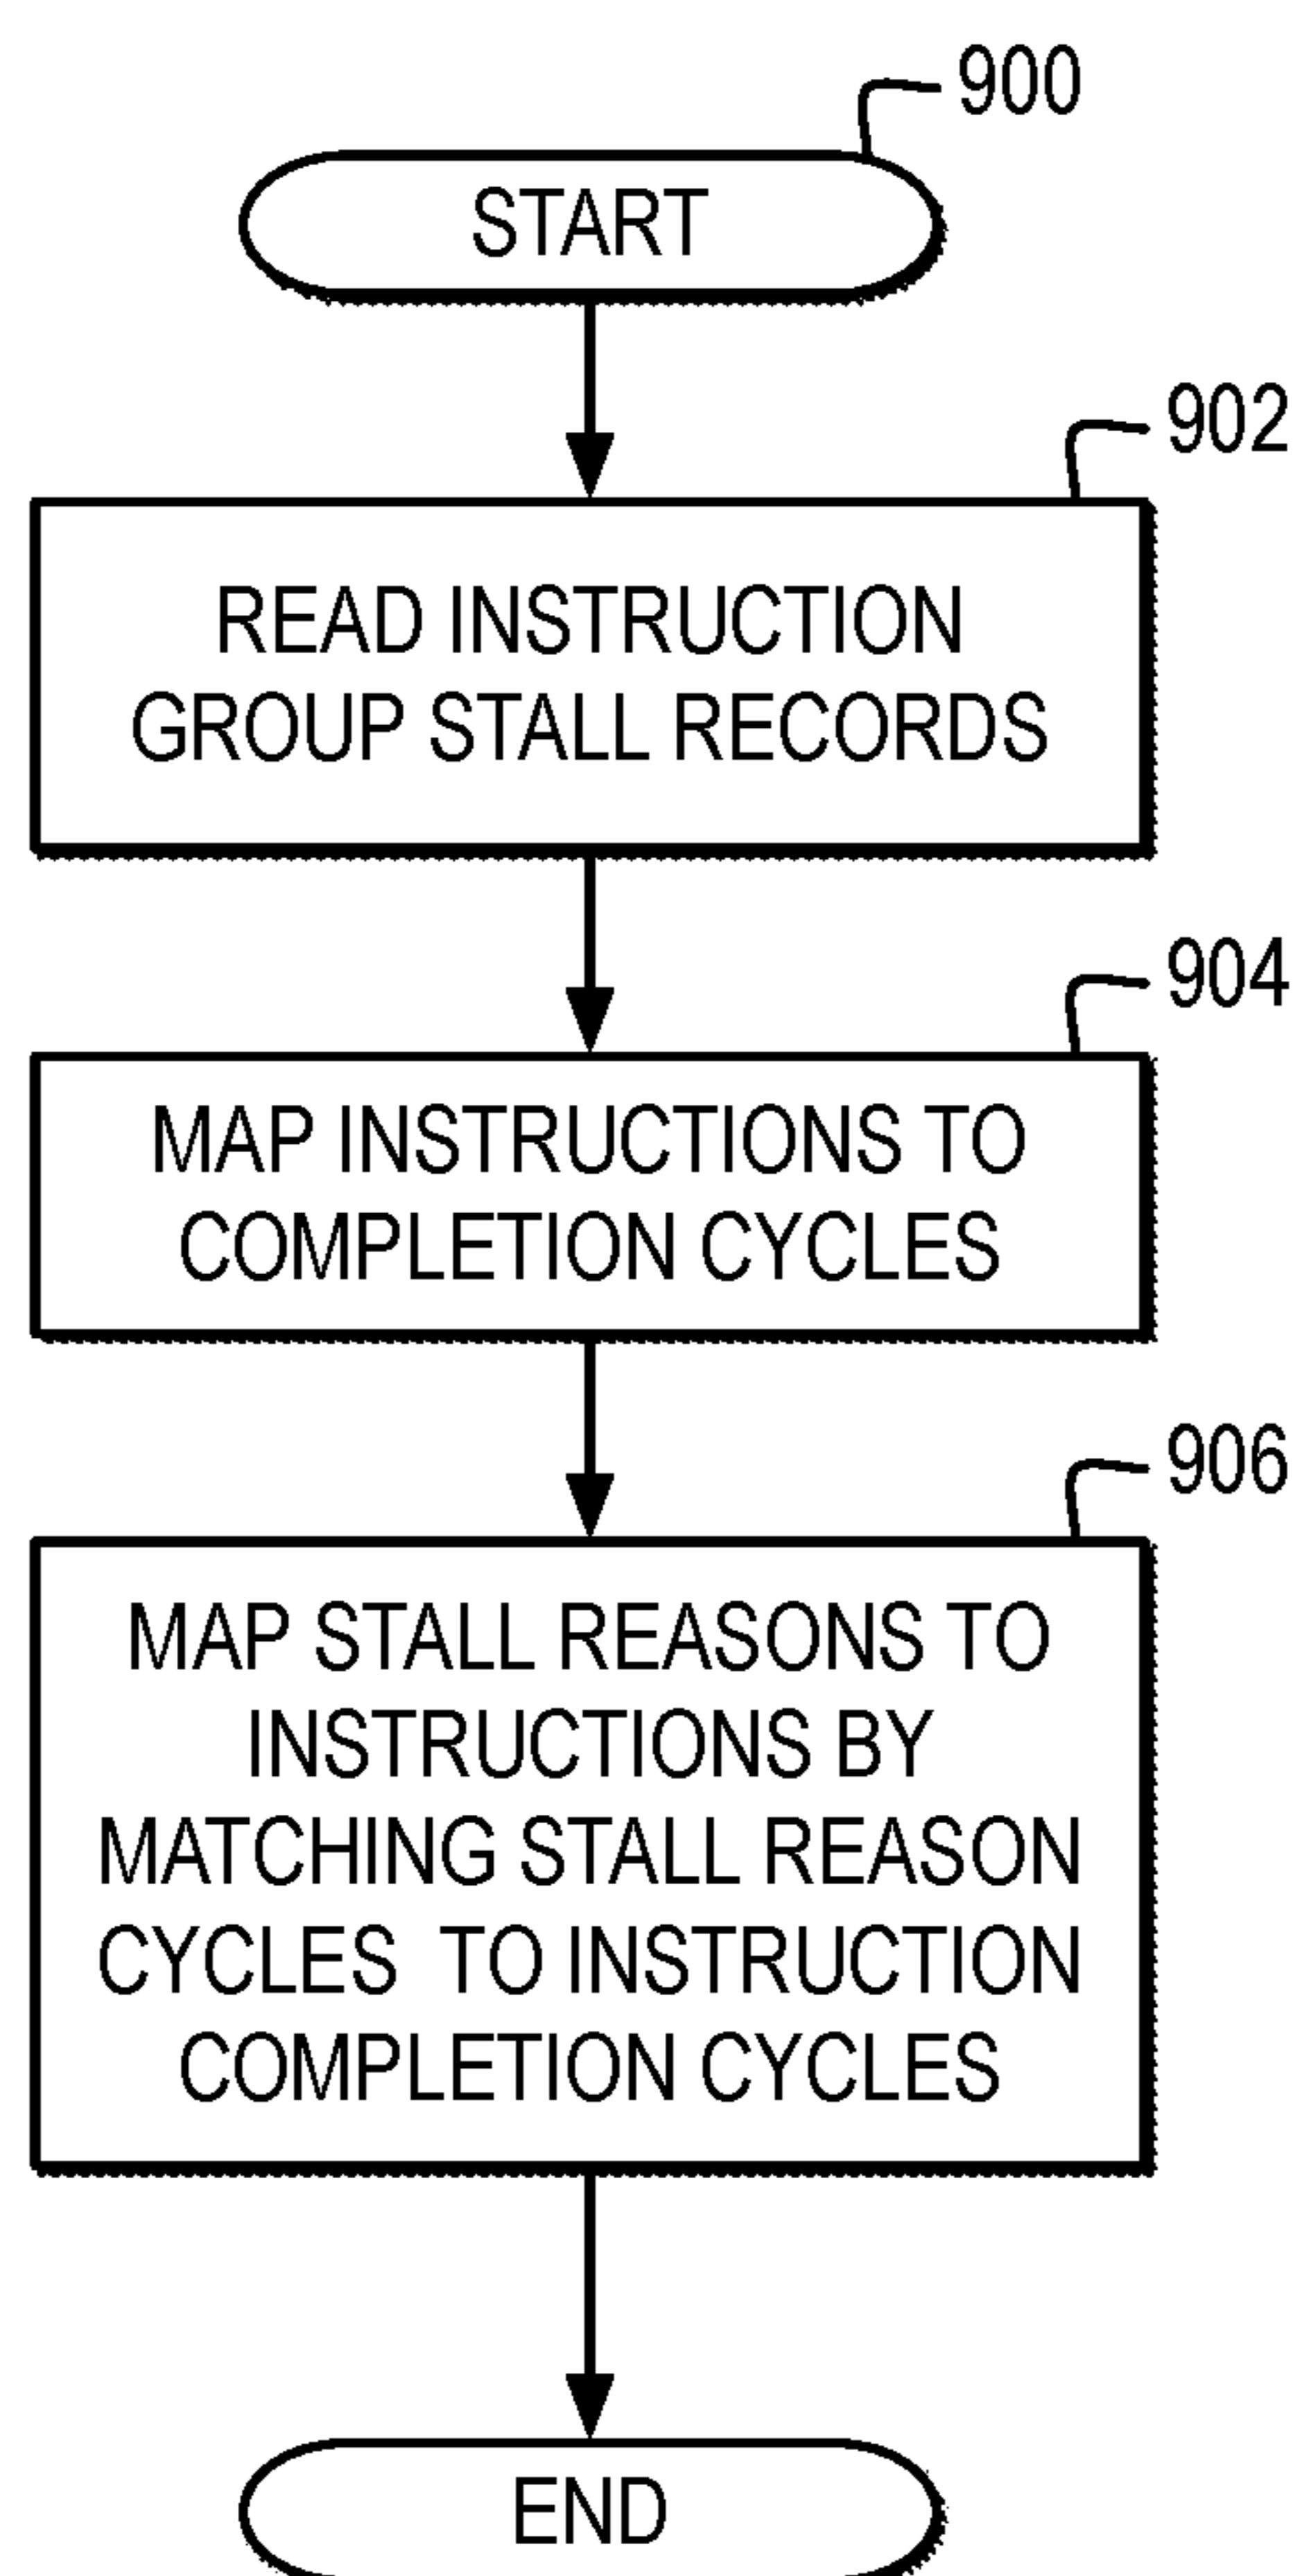 900
START
902
READ INSTRUCTION
GROUP STALL RECORDS
904
MAP INSTRUCTIONS TO
COMPLETION CYCLES
906
MAP STALL REASONS TO
INSTRUCTIONS BY
MATCHING STALL REASON
CYCLES TO INSTRUCTION
COMPLETION CYCLES
END